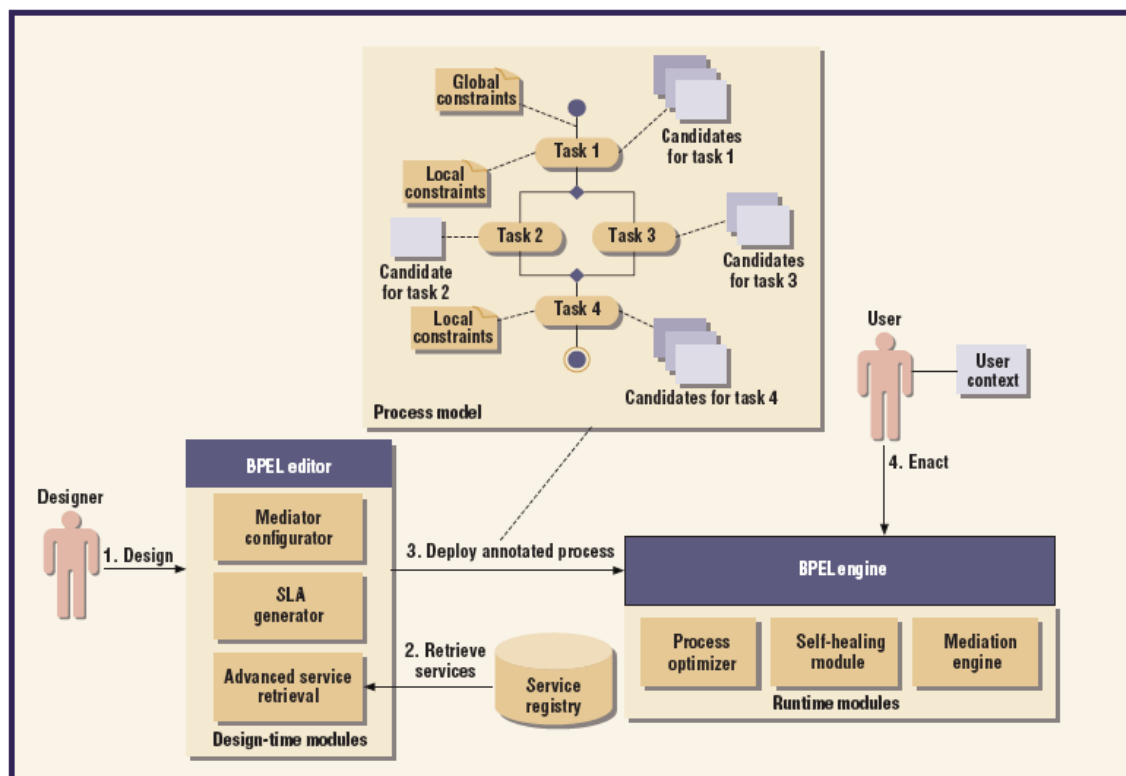 Global
constraints
Candidates
for task 1
Task 1
Local
constraints
Task 2
Task 3
Candidate
for task 2
Candidates
for task 3
Task 4
Local
constraints
Candidates for task 4
Process model
User
User
context
4. Enact
Designer
1. Design
BPEL editor
Mediator
configurator
SLA
generator
Advanced service
retrieval
Design-time modules
3. Deploy annotated process
2. Retrieve
services
Service
registry
BPEL engine
Process
optimizer
Self-healing
module
Mediation
engine
Runtime modules